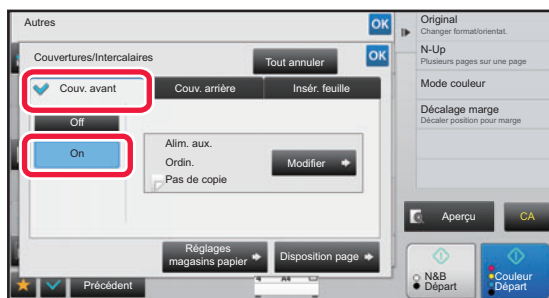 Autres
OK
Couvertures/Intercalaires
Tout annuler
OK
Couv. avant
Couv. arrière
Insér. feuille
Off
On
Alim. aux.
Ordin.
Pas de copie
Modifier
Réglages
magasins papier
Disposition page
Précédent
A4
Original
Changer format/orientat.
N-Up
Plusieurs pages sur une page
Mode couleur
Décalage marge
Décaler position pour marge
Aperçu
CA
N&B
Départ
Couleur
Départ